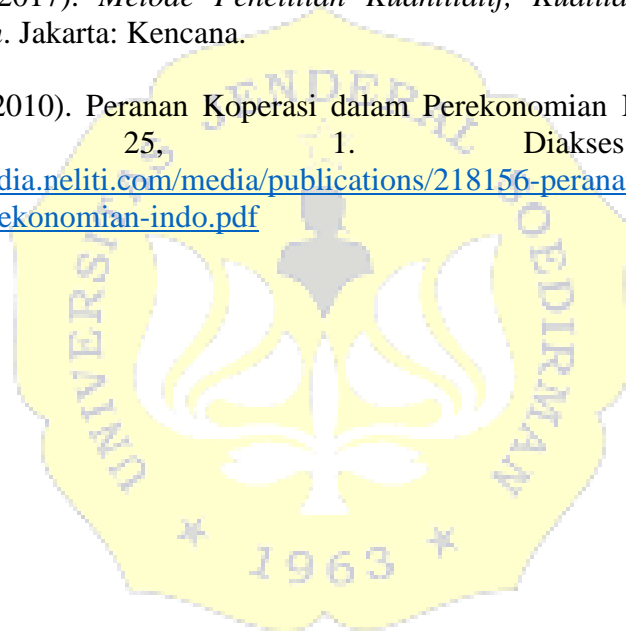 2017). Metode Penelitian Kuantitatif,
. Jakarta: Kencana.
2010). Peranan Koperasi dalam Perekonomian
25, 1. Diakses
dia.neliti.com/media/publications/218156-perana
ekonomian-indo.pdf
UNIVERSITAS JENDERAL SOEDIRMAN
1963